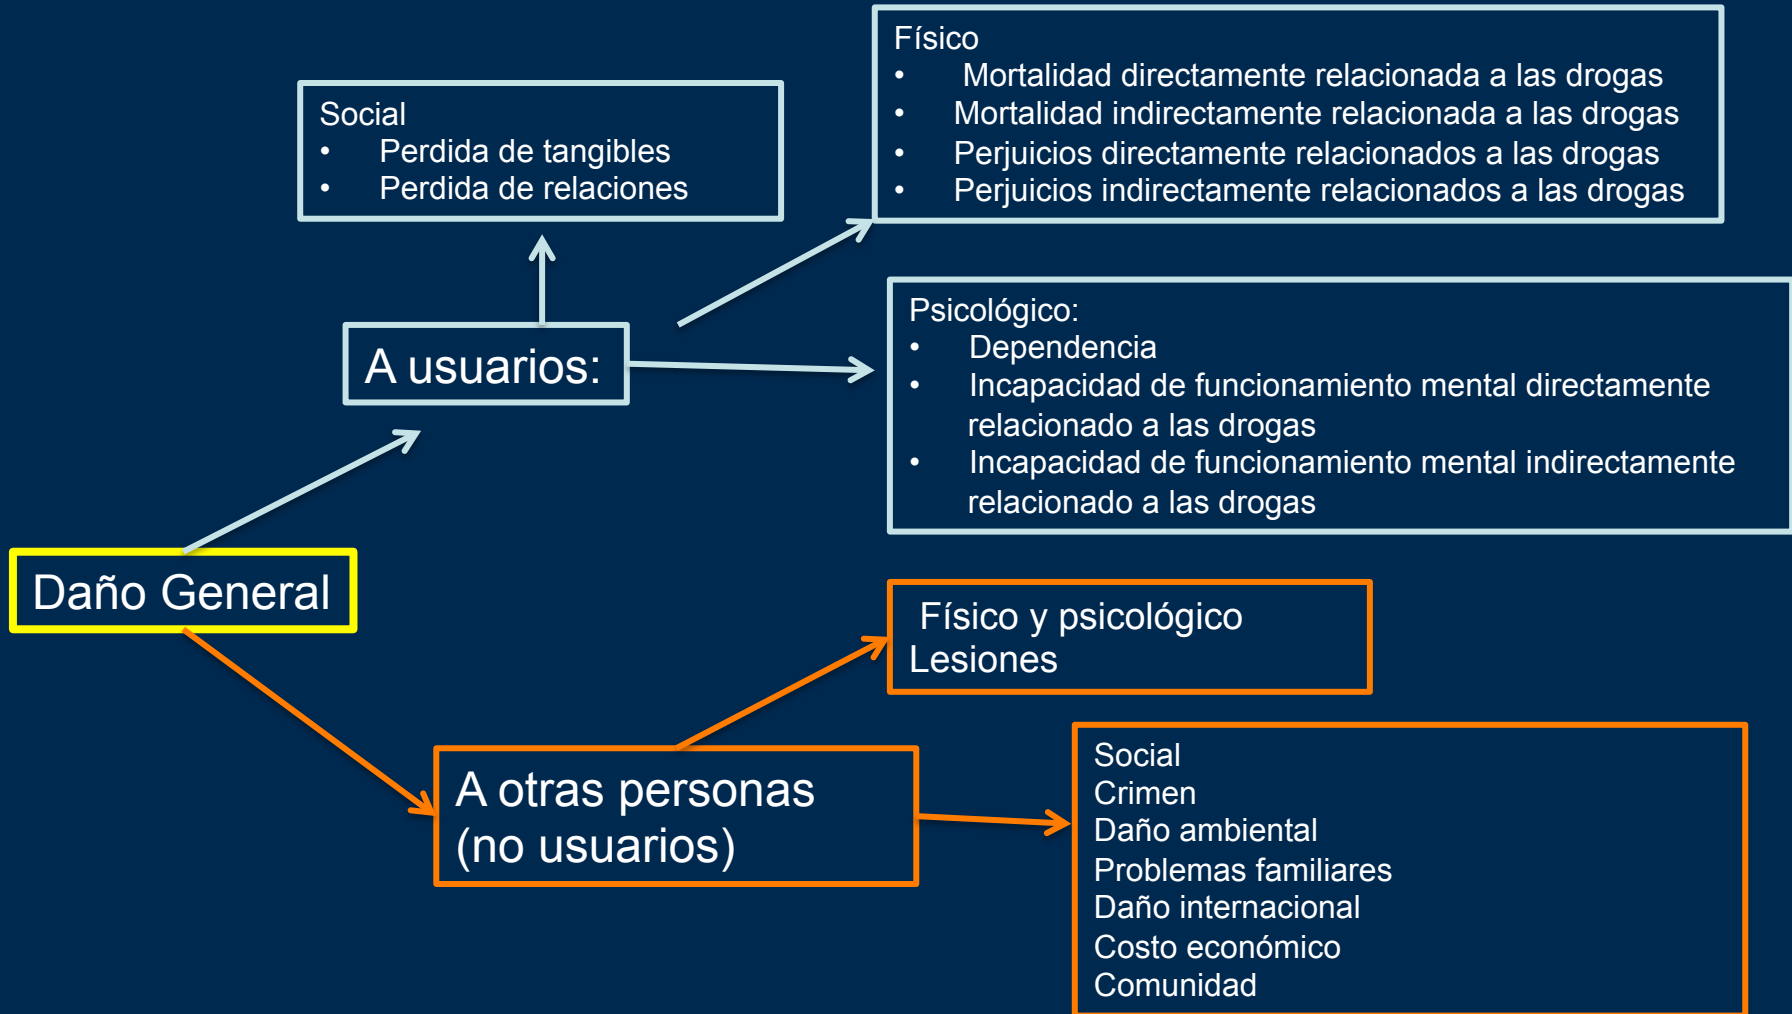 Físico
• Mortalidad directamente relacionada a las drogas
• Mortalidad indirectamente relacionada a las drogas
• Perjuicios directamente relacionados a las drogas
• Perjuicios indirectamente relacionados a las drogas
Social
• Perdida de tangibles
• Perdida de relaciones
A usuarios:
Psicológico:
• Dependencia
• Incapacidad de funcionamiento mental directamente
relacionado a las drogas
• Incapacidad de funcionamiento mental indirectamente
relacionado a las drogas
Daño General
Físico y psicológico
Lesiones
A otras personas
(no usuarios)
Social
Crimen
Daño ambiental
Problemas familiares
Daño internacional
Costo económico
Comunidad